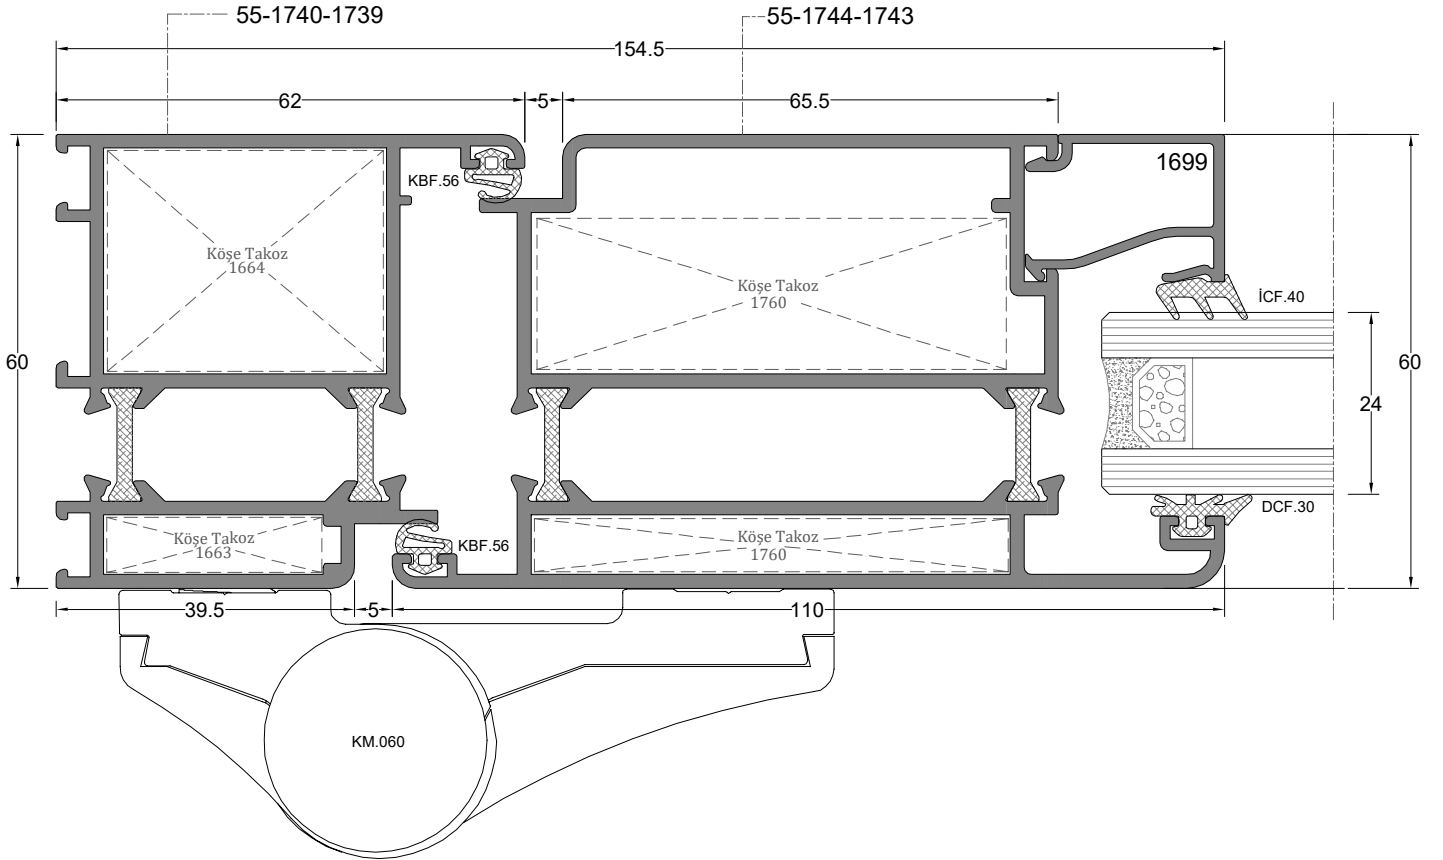 55-1740-1739
55-1744-1743
154.5
62
5
65.5
1699
KBF.56
Köşe Takoz
1664
Köşe Takoz
1760
İCF.40
60
60
24
DCF.30
Köşe Takoz
1663
KBF.56
Köşe Takoz
1760
39.5
5
110
KM.060